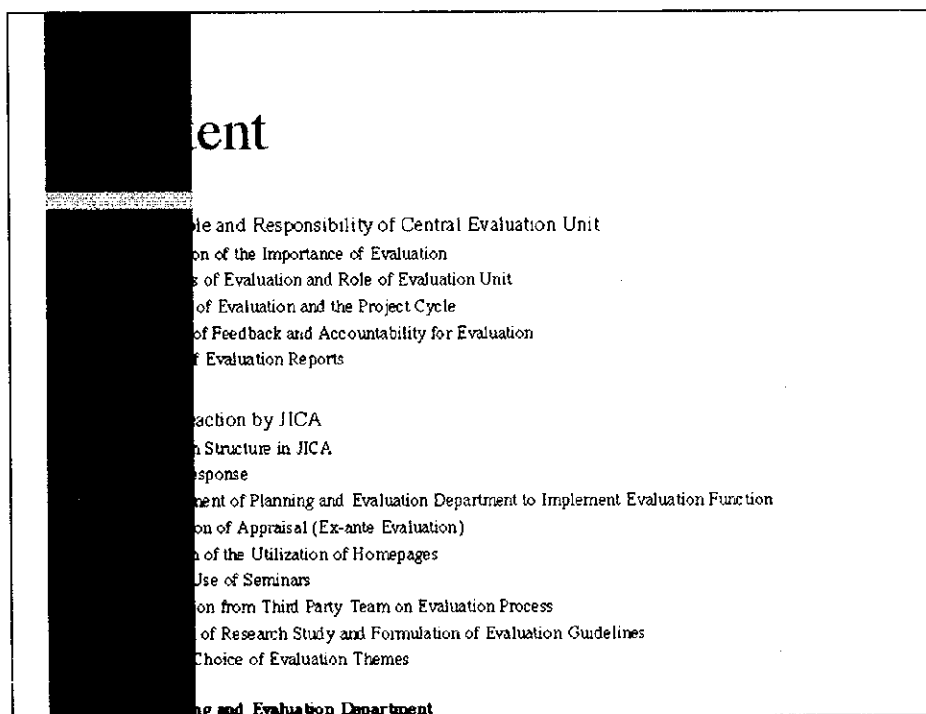 tent
le and Responsibility of Central Evaluation Unit
on of the Importance of Evaluation
s of Evaluation and Role of Evaluation Unit
of Evaluation and the Project Cycle
of Feedback and Accountability for Evaluation
f Evaluation Reports
action by JICA
n Structure in JICA
sponse
ment of Planning and Evaluation Department to Implement Evaluation Function
on of Appraisal (Ex-ante Evaluation)
n of the Utilization of Homepages
Use of Seminars
ion from Third Party Team on Evaluation Process
of Research Study and Formulation of Evaluation Guidelines
Choice of Evaluation Themes
ng and Evaluation Department